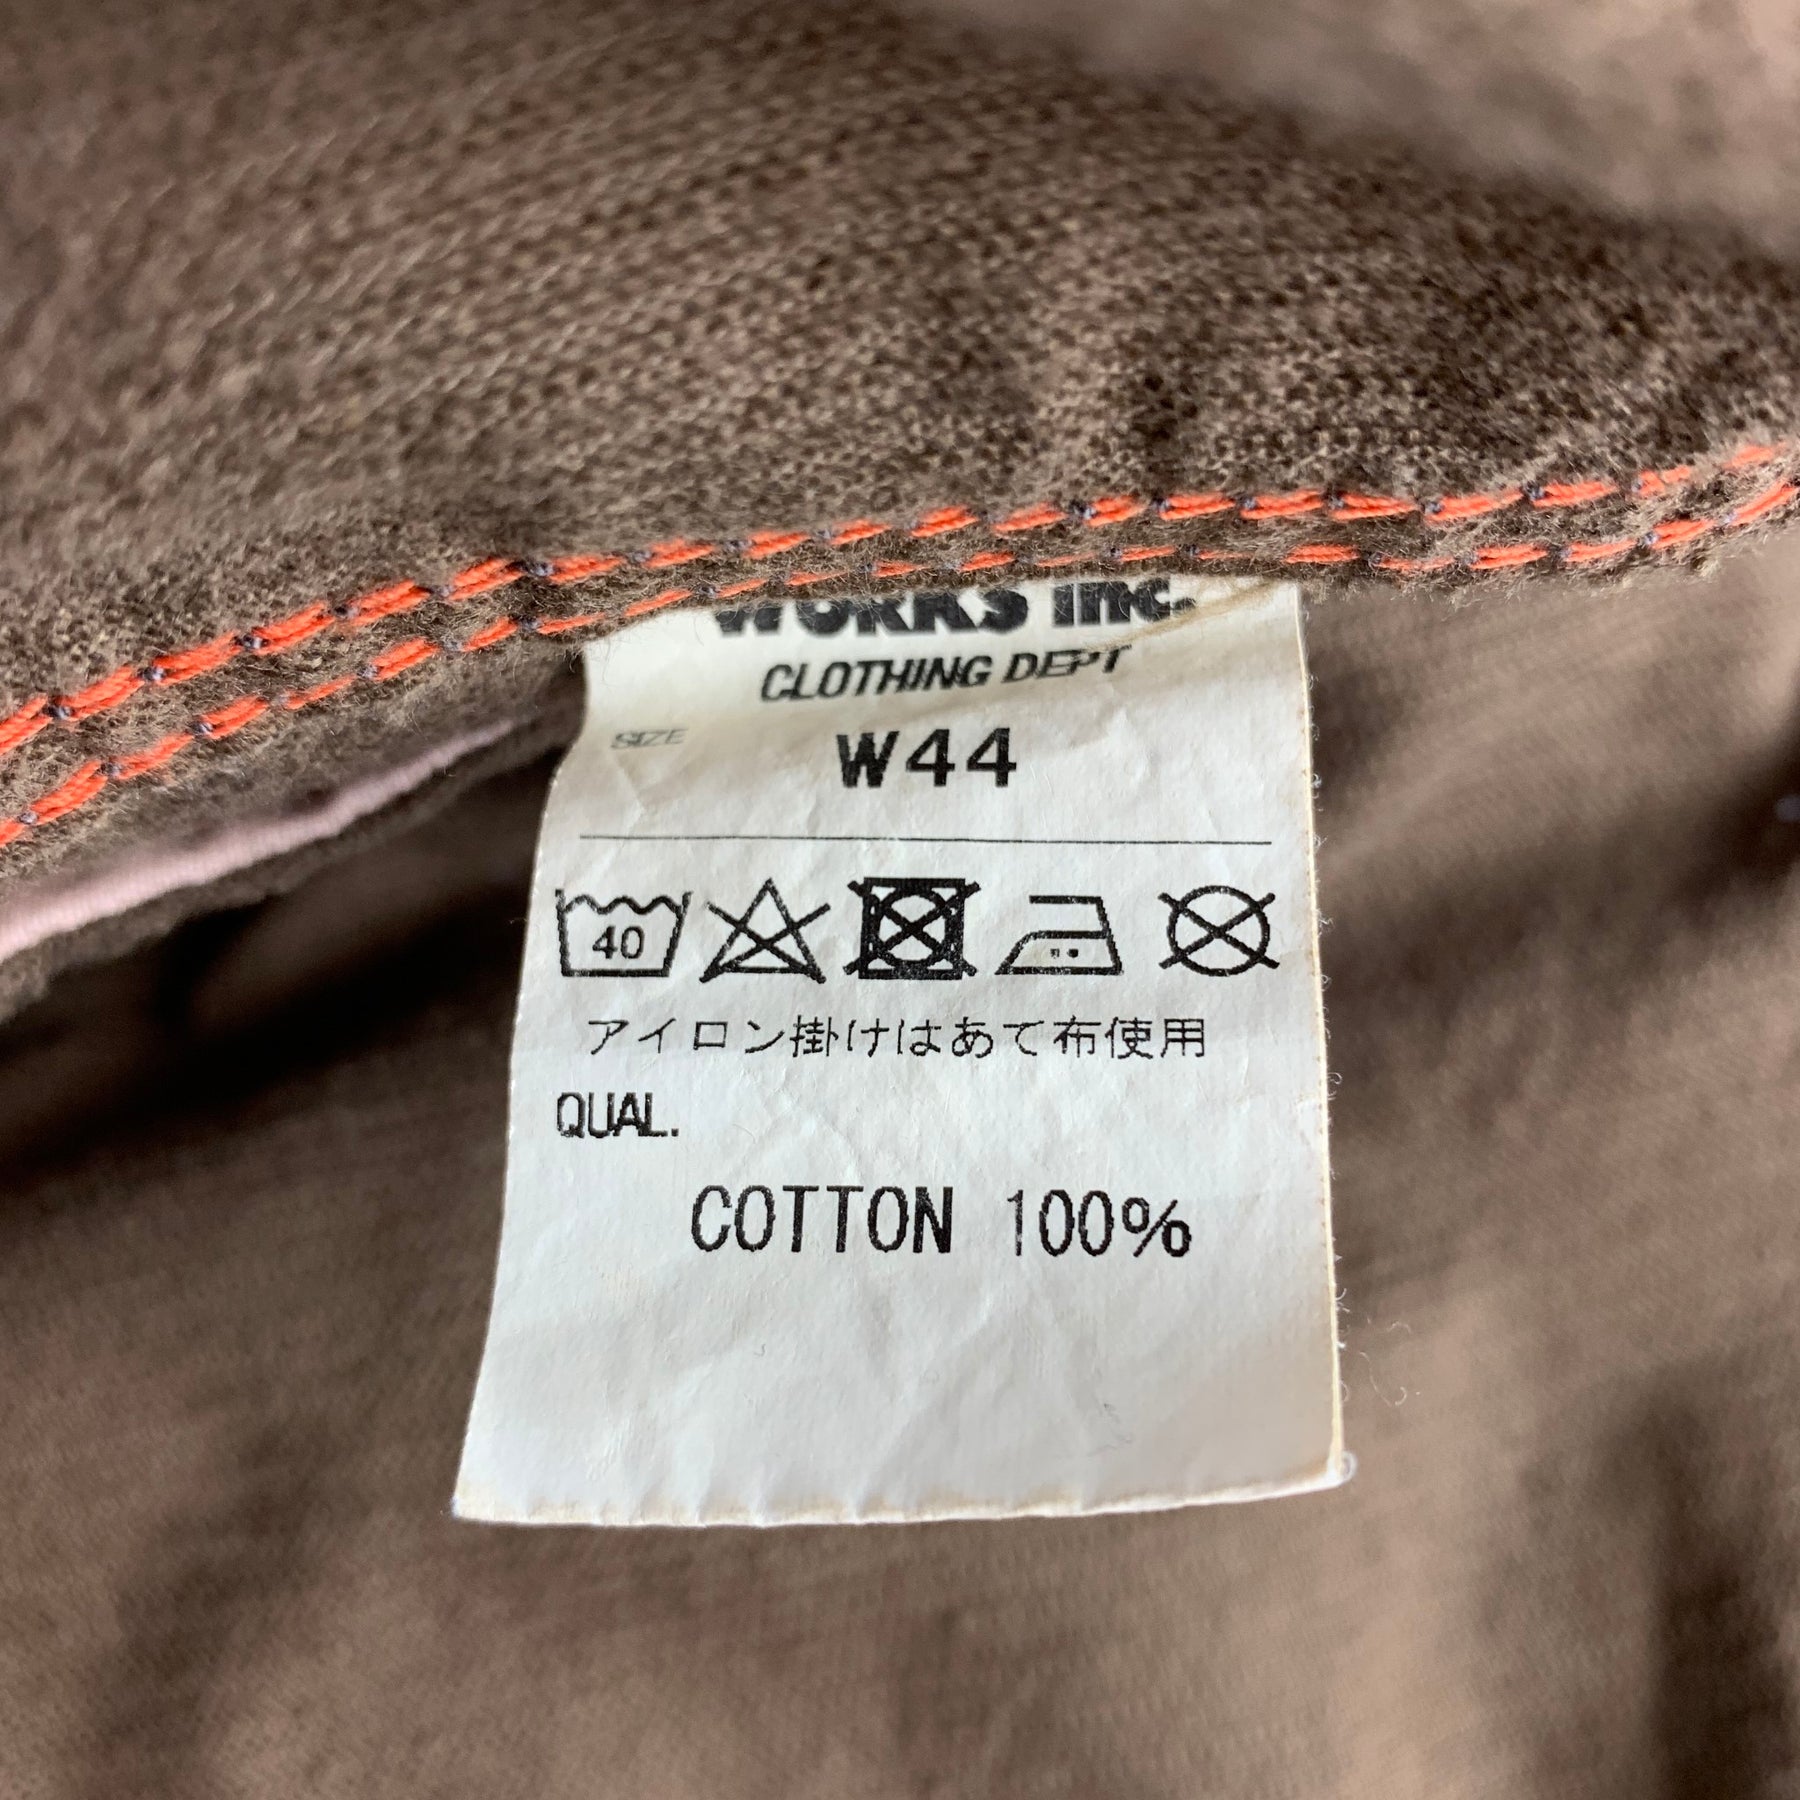 WORKS inc.
CLOTHING DEPT
SIZE W44
40
アイロン掛けはあて布使用
QUAL.
COTTON 100%